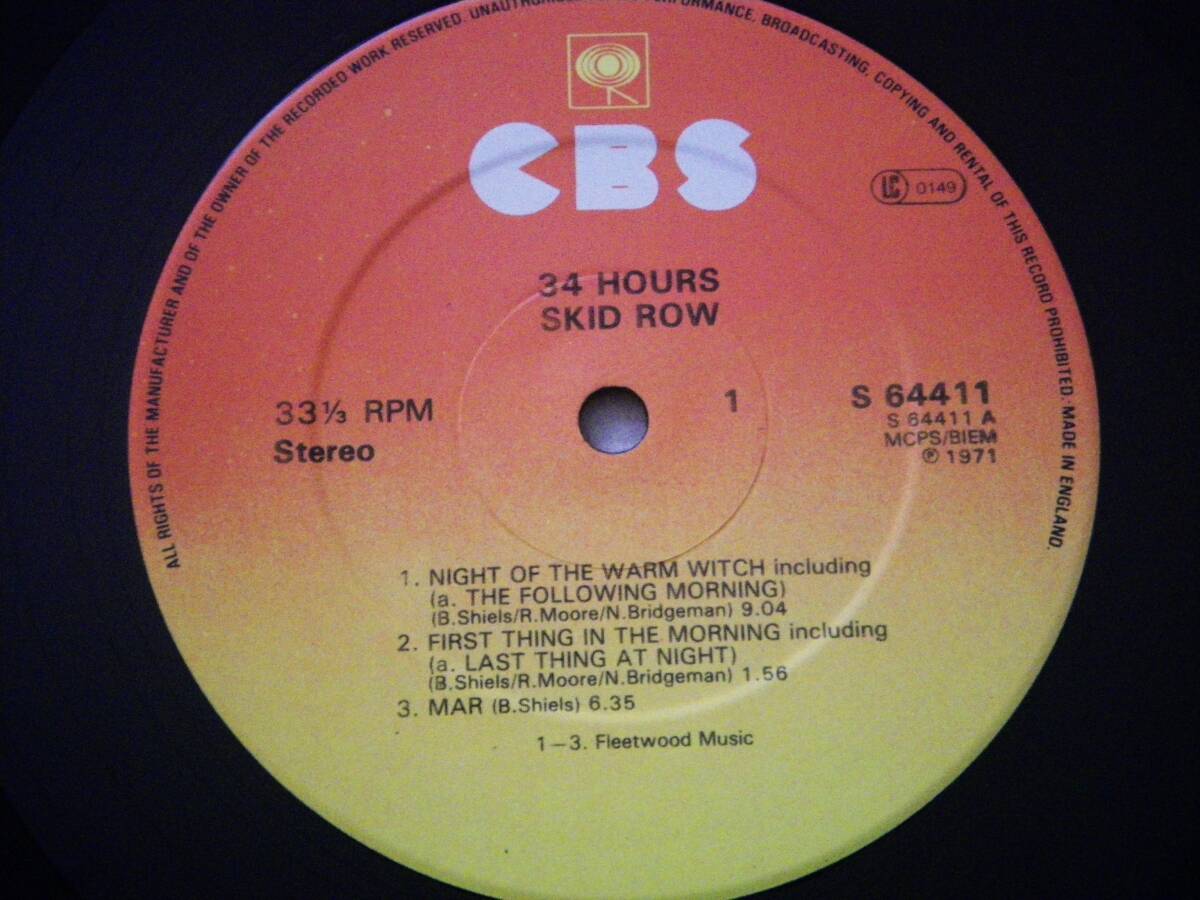 ALL RIGHTS OF THE MANUFACTURER AND OF THE OWNER OF THE RECORDED WORK RESERVED. PERFORMANCE, BROADCASTING, COPYING AND RENTAL OF THIS RECORD PROHIBITED. MADE IN ENGLAND.
CBS
LC 0149
34 HOURS
SKID ROW
33⅓ RPM
Stereo
1
S 64411
S 64411 A
MCPS/BIEM
℗ 1971
1. NIGHT OF THE WARM WITCH including
(a. THE FOLLOWING MORNING)
(B.Shiels/R.Moore/N.Bridgeman) 9.04
2. FIRST THING IN THE MORNING including
(a. LAST THING AT NIGHT)
(B.Shiels/R.Moore/N.Bridgeman) 1.56
3. MAR (B.Shiels) 6.35
1–3. Fleetwood Music